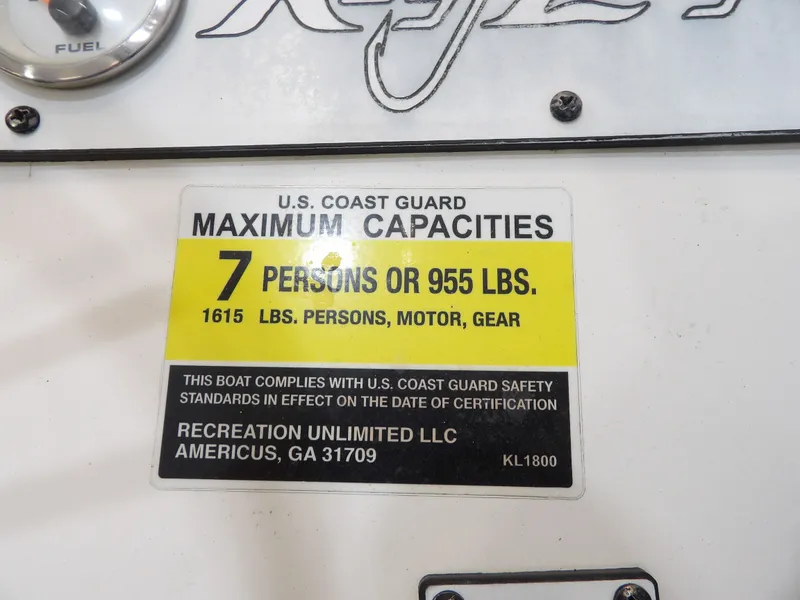 FUEL
U.S. COAST GUARD
MAXIMUM CAPACITIES
7 PERSONS OR 955 LBS.
1615 LBS. PERSONS, MOTOR, GEAR
THIS BOAT COMPLIES WITH U.S. COAST GUARD SAFETY
STANDARDS IN EFFECT ON THE DATE OF CERTIFICATION
RECREATION UNLIMITED LLC
AMERICUS, GA 31709
KL1800